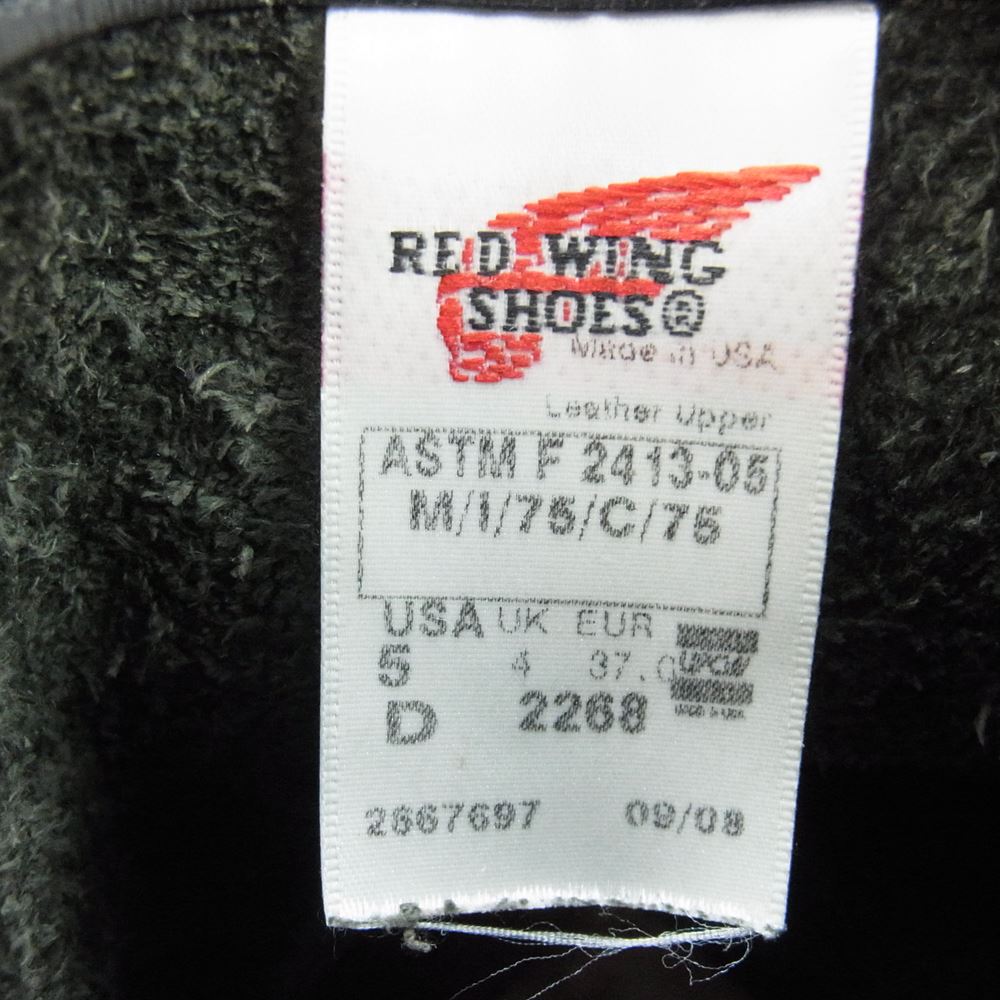 RED WING
SHOES®
Made in USA
Leather Upper
ASTM F 2413-05
M/I/75/C/75
USA UK EUR
5 4 37.0
UFCW
D 2268
2667697 09/08